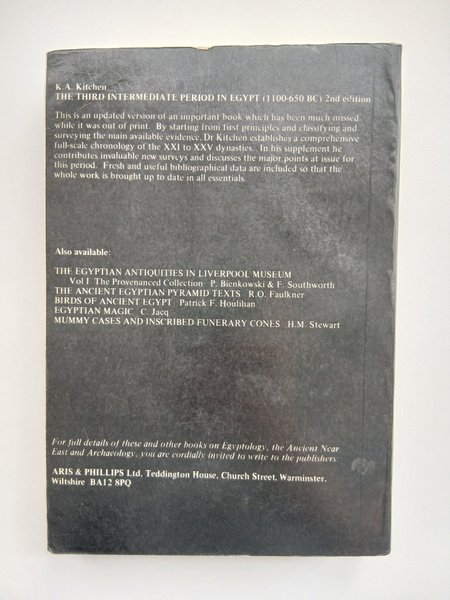 K.A. Kitchen
THE THIRD INTERMEDIATE PERIOD IN EGYPT (1100-650 BC) 2nd edition
This is an updated version of an important book which has been much missed
while it was out of print. By starting from first principles and classifying and
surveying the main available evidence, Dr Kitchen establishes a comprehensive
full-scale chronology of the XXI to XXV dynasties. In his supplement he
contributes invaluable new surveys and discusses the major points at issue for
this period. Fresh and useful bibliographical data are included so that the
whole work is brought up to date in all essentials.
Also available:
THE EGYPTIAN ANTIQUITIES IN LIVERPOOL MUSEUM
Vol I The Provenanced Collection P. Bienkowski & E. Southworth
THE ANCIENT EGYPTIAN PYRAMID TEXTS R.O. Faulkner
BIRDS OF ANCIENT EGYPT Patrick F. Houlihan
EGYPTIAN MAGIC C. Jacq
MUMMY CASES AND INSCRIBED FUNERARY CONES H.M. Stewart
For full details of these and other books on Egyptology, the Ancient Near
East and Archaeology, you are cordially invited to write to the publishers:
ARIS & PHILLIPS Ltd. Teddington House, Church Street, Warminster,
Wiltshire BA12 8PQ